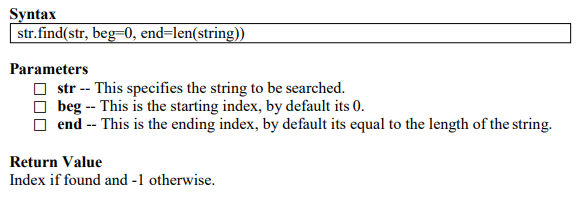 Syntax
str.find(str, beg=0, end=len(string))
Parameters
□ str -- This specifies the string to be searched.
□ beg -- This is the starting index, by default its 0.
□ end -- This is the ending index, by default its equal to the length of the string.
Return Value
Index if found and -1 otherwise.